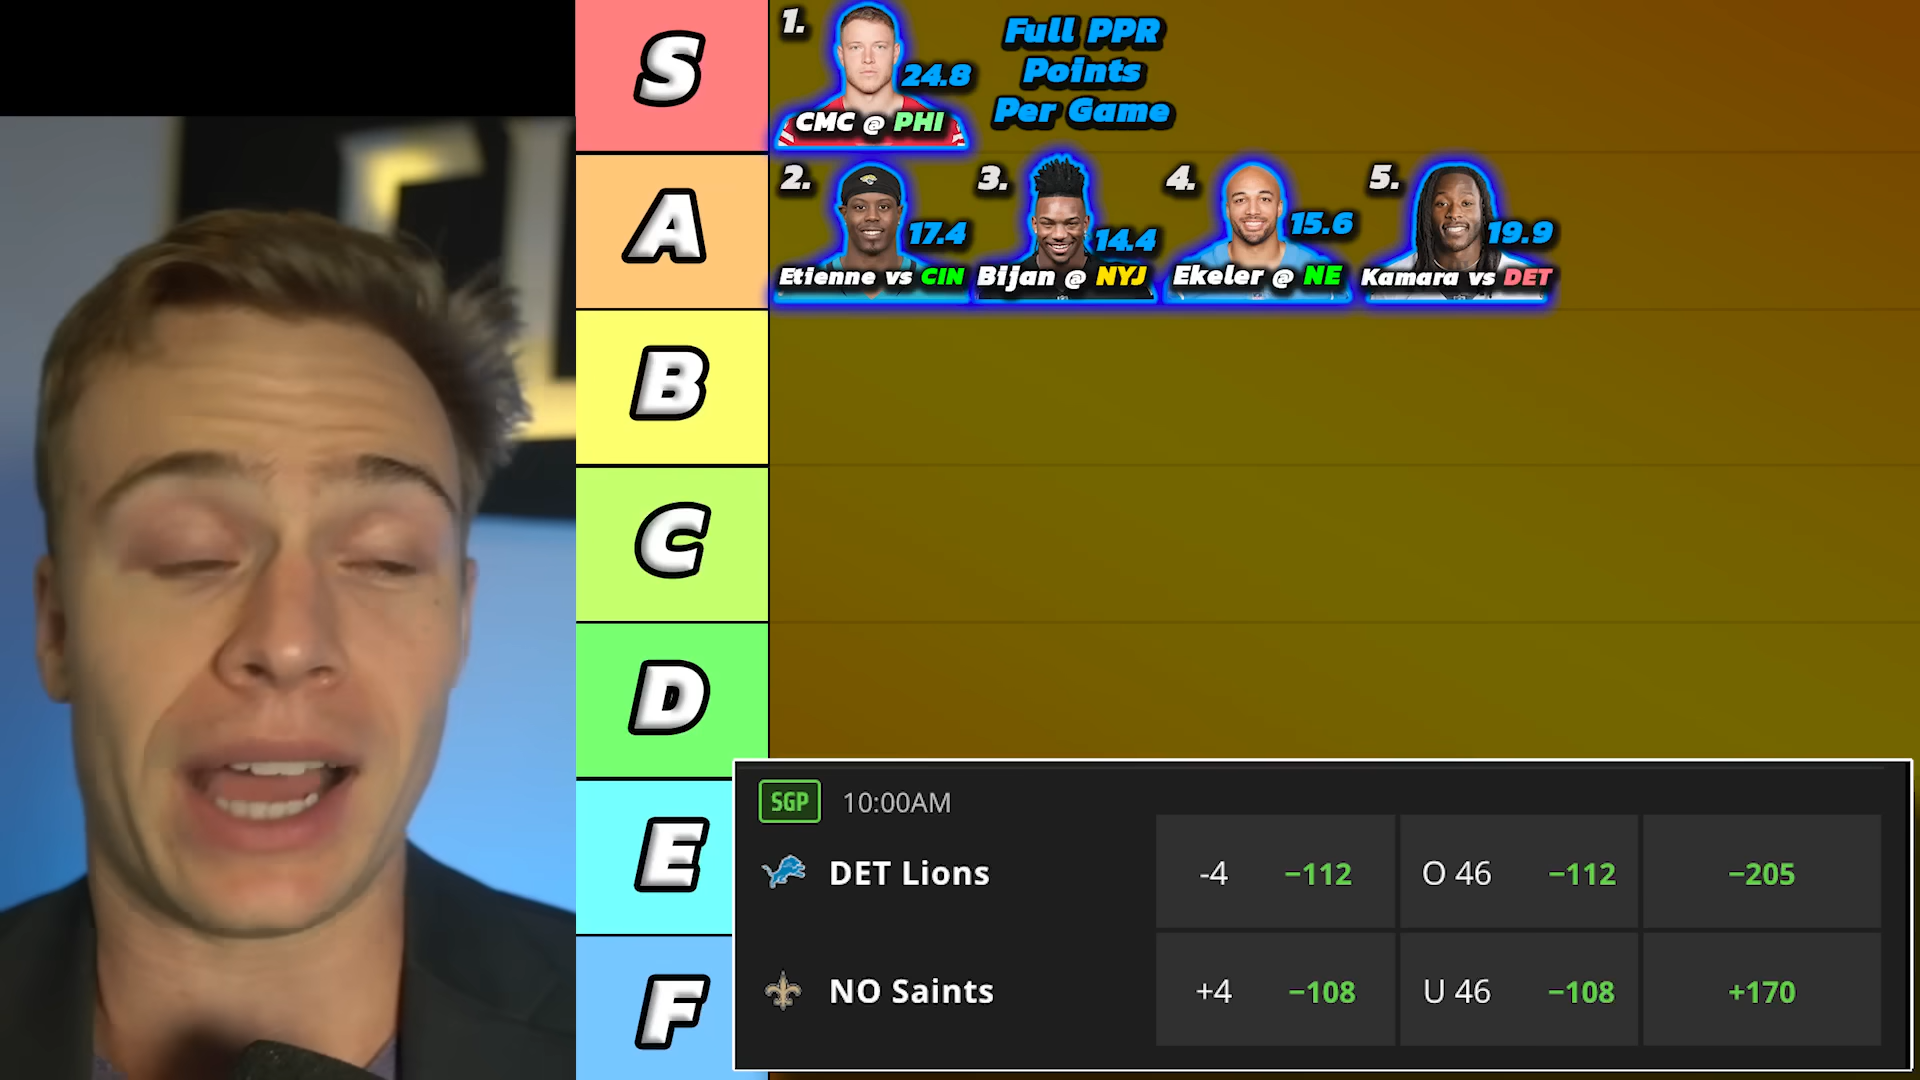 S
1.
24.8
CMC @ PHI
Full PPR
Points
Per Game
A
2.
17.4
Etienne vs CIN
3.
14.4
Bijan @ NYJ
4.
15.6
Ekeler @ NE
5.
19.9
Kamara vs DET
B
C
D
E
F
SGP 10:00AM
DET Lions -4 −112 O 46 −112 −205
NO Saints +4 −108 U 46 −108 +170